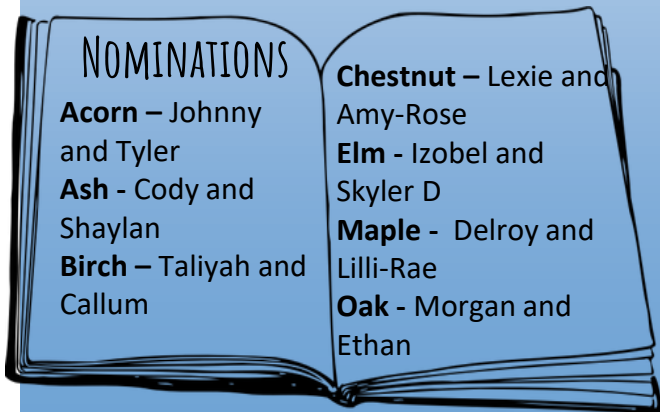 NOMINATIONS
Acorn – Johnny
and Tyler
Ash - Cody and
Shaylan
Birch – Taliyah and
Callum
Chestnut – Lexie and
Amy-Rose
Elm - Izobel and
Skyler D
Maple - Delroy and
Lilli-Rae
Oak - Morgan and
Ethan